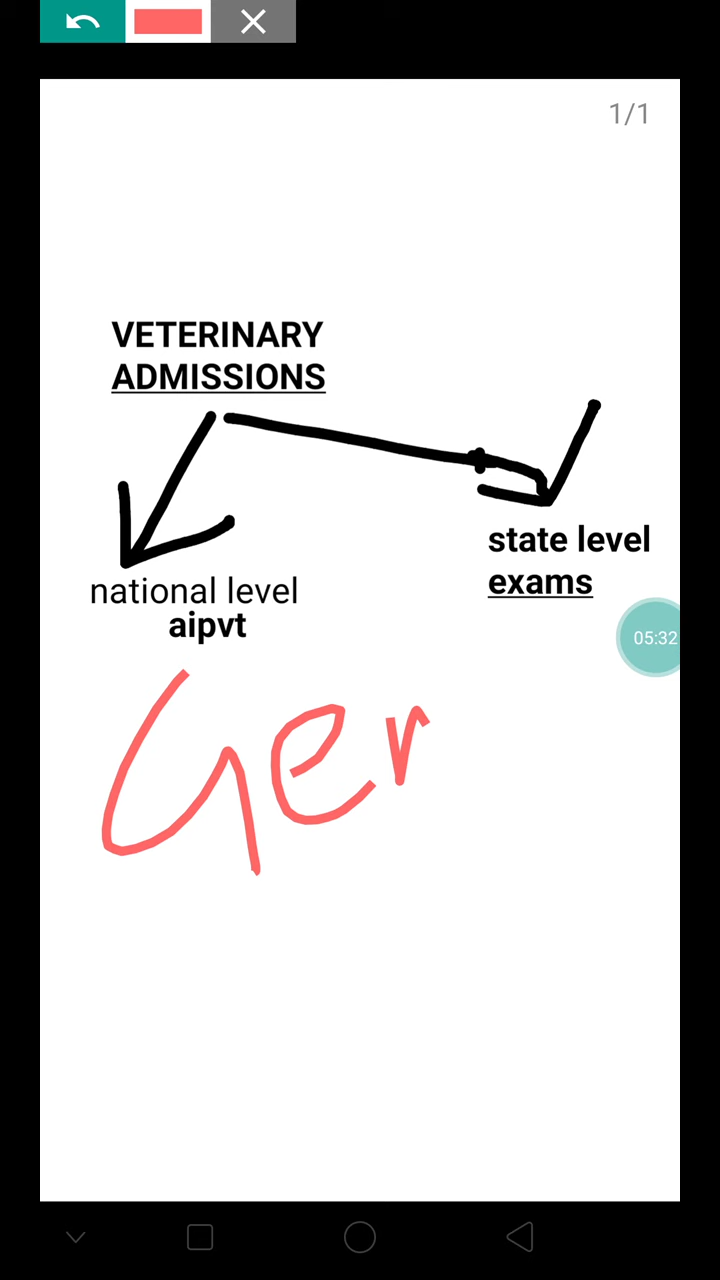 1/1
VETERINARY
ADMISSIONS
state level
exams
national level
aipvt
05:32
Ger